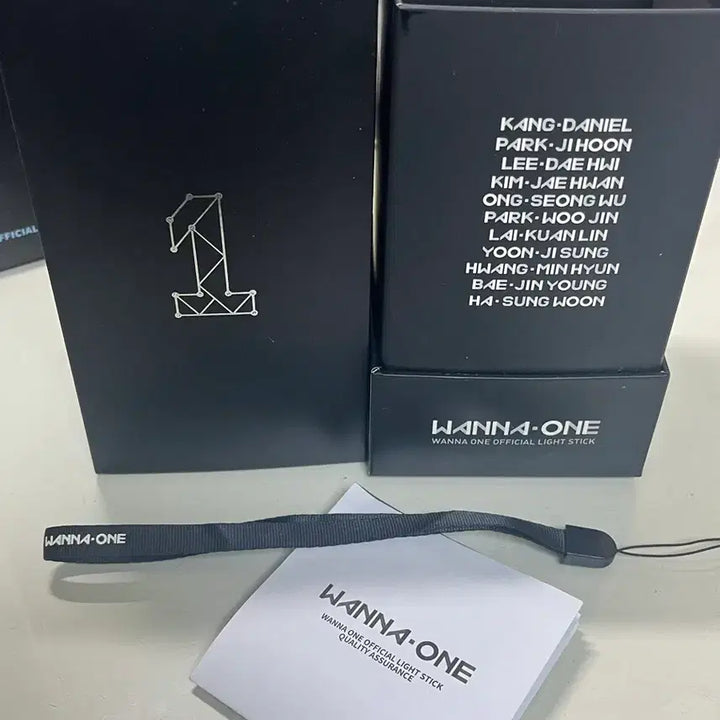 OFFICIAL
1
KANG·DANIEL
PARK·JI HOON
LEE·DAE HWI
KIM·JAE HWAN
ONG·SEONG WU
PARK·WOO JIN
LAI·KUAN LIN
YOON·JI SUNG
HWANG·MIN HYUN
BAE·JIN YOUNG
HA·SUNG WOON
WANNA·ONE
WANNA ONE OFFICIAL LIGHT STICK
WANNA·ONE
WANNA·ONE
WANNA ONE OFFICIAL LIGHT STICK
QUALITY ASSURANCE